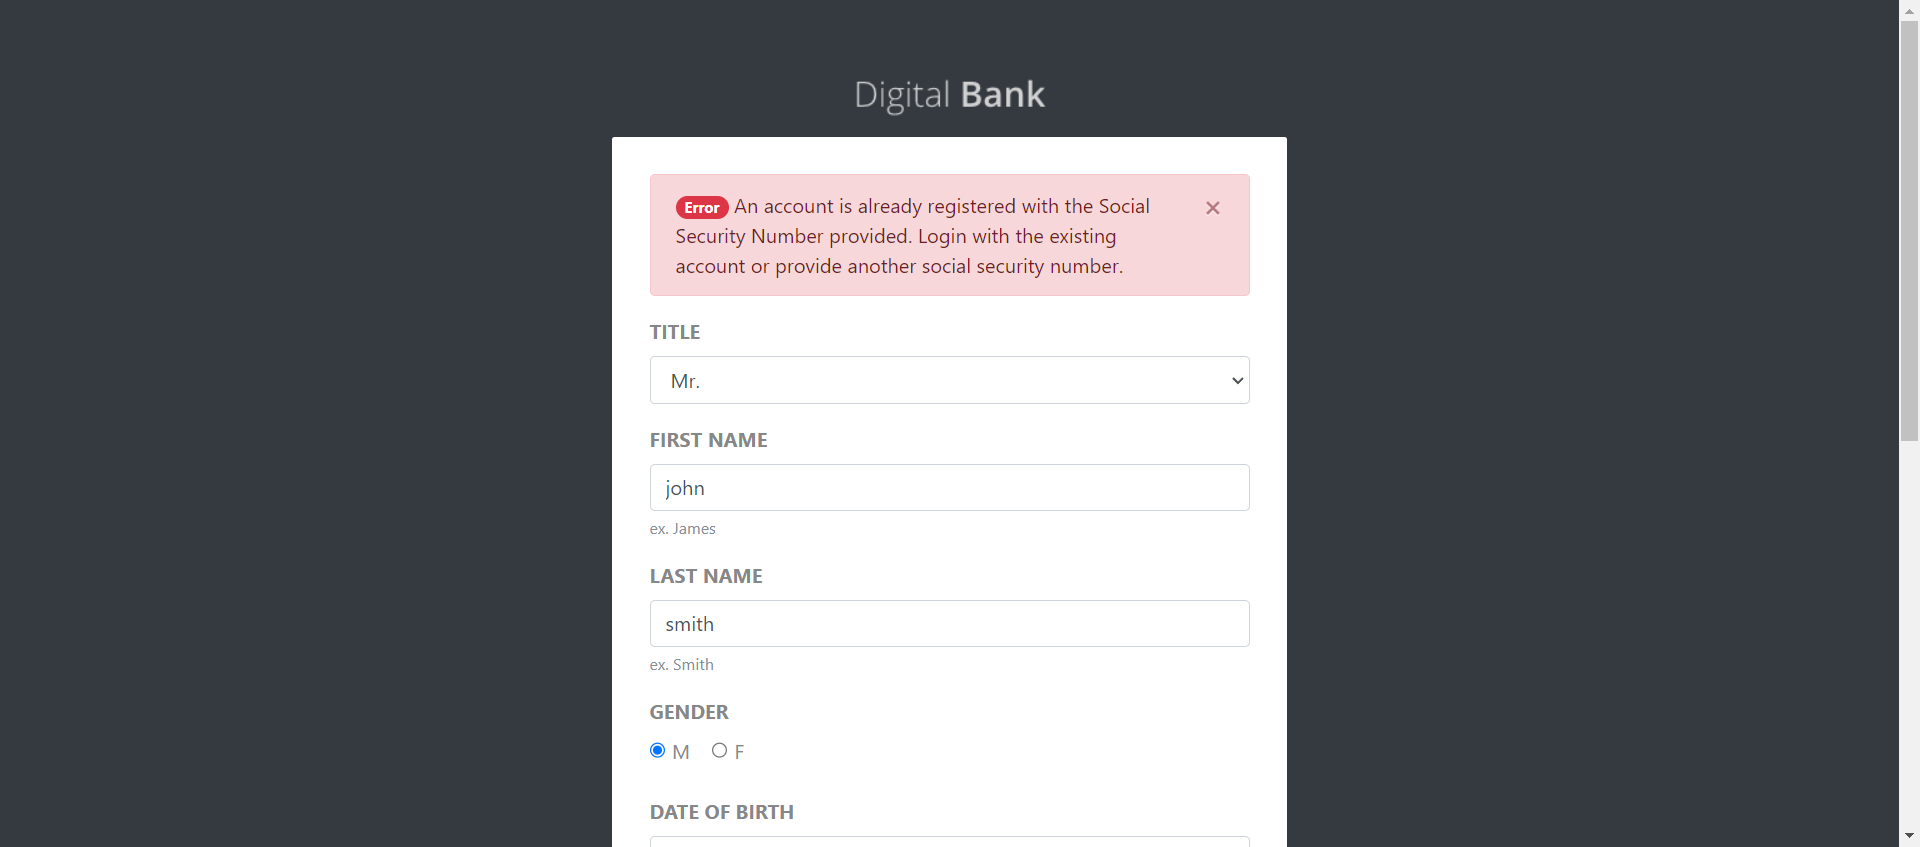 Digital Bank
Error An account is already registered with the Social
Security Number provided. Login with the existing
account or provide another social security number.
×
TITLE
Mr.
FIRST NAME
john
ex. James
LAST NAME
smith
ex. Smith
GENDER
M F
DATE OF BIRTH